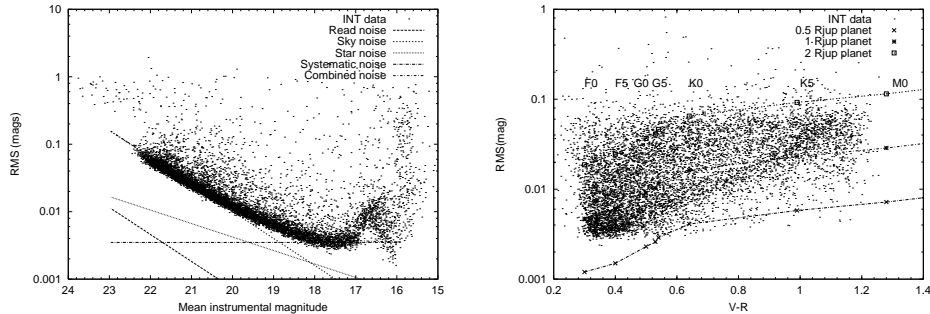 10
1
0.1
0.01
0.001
RMS (mags)
24 23 22 21 20 19 18 17 16 15
Mean instrumental magnitude
INT data
Read noise
Sky noise
Star noise
Systematic noise
Combined noise
1
0.1
0.01
0.001
RMS(mag)
0.2 0.4 0.6 0.8 1 1.2 1.4
V-R
INT data
0.5 Rjup planet
1 Rjup planet
2 Rjup planet
F0 F5 G0 G5 K0 K5 M0